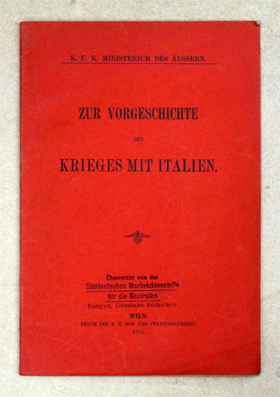 K. U. K. MINISTERIUM DES ÄUSSERN.
ZUR VORGESCHICHTE
DES
KRIEGES MIT ITALIEN.
Überreicht von der
Süddeutschen Nachrichtenstelle
für die Neutralen
Stuttgart,
WIEN.
DRUCK DER K. K. HOF- UND STAATSDRUCKEREI
1915.